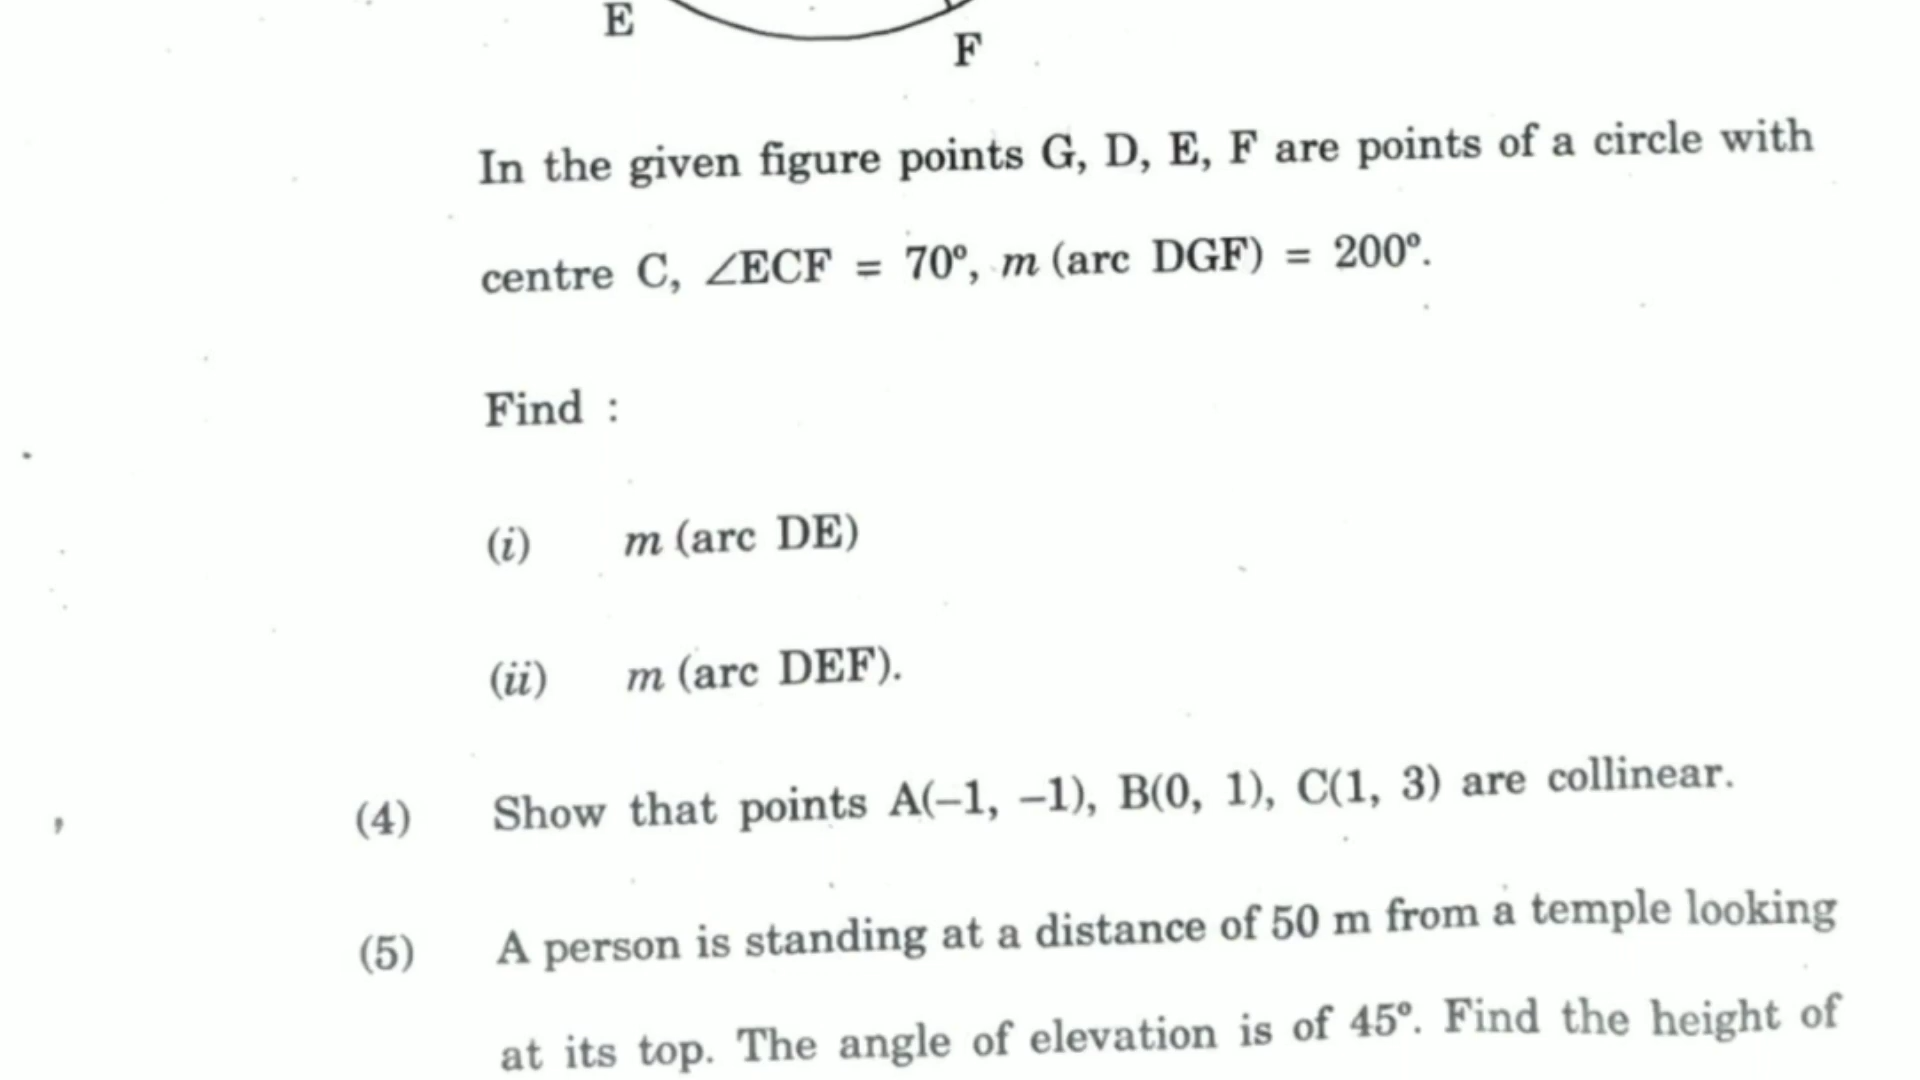 E
F
In the given figure points G, D, E, F are points of a circle with
centre C, ∠ECF = 70°, m (arc DGF) = 200°.
Find :
(i) m (arc DE)
(ii) m (arc DEF).
(4) Show that points A(–1, –1), B(0, 1), C(1, 3) are collinear.
(5) A person is standing at a distance of 50 m from a temple looking
at its top. The angle of elevation is of 45°. Find the height of